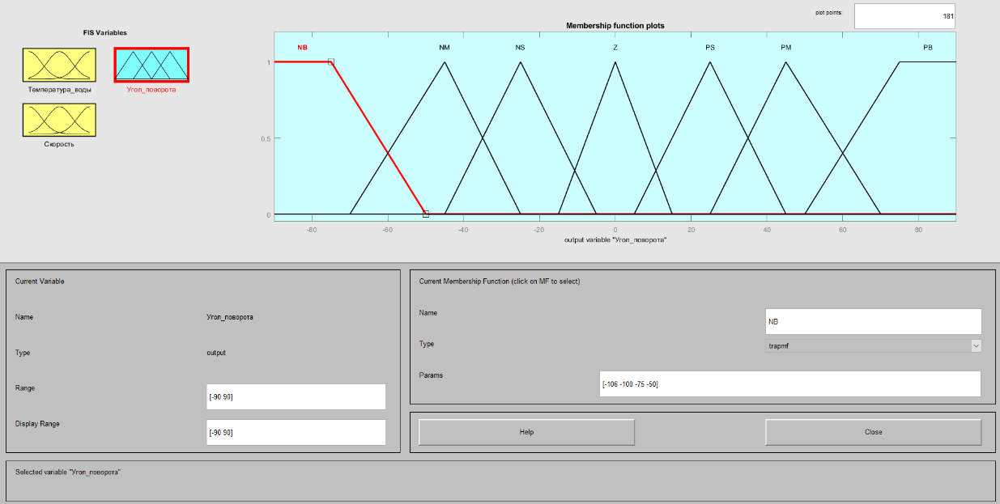 plot points:
181
FIS Variables
Membership function plots
NB
NM
NS
Z
PS
PM
PB
1
0.5
0
-80
-60
-40
-20
0
20
40
60
80
output variable "Угол_поворота"
Температура_воды
Угол_поворота
Скорость
Current Variable
Name
Угол_поворота
Type
output
Range
[-90 90]
Display Range
[-90 90]
Current Membership Function (click on MF to select)
Name
NB
Type
trapmf
Params
[-106 -100 -75 -50]
Help
Close
Selected variable "Угол_поворота"